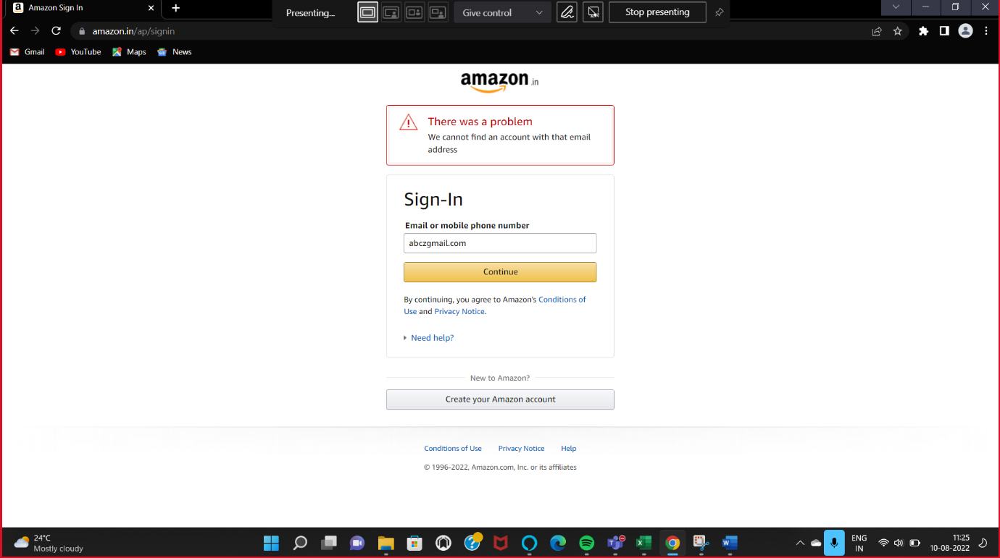 Amazon Sign In
Presenting...
Give control
Stop presenting
amazon.in/ap/signin
Gmail
YouTube
Maps
News
amazon.in
There was a problem
We cannot find an account with that email
address
Sign-In
Email or mobile phone number
abczgmail.com
Continue
By continuing, you agree to Amazon's Conditions of
Use and Privacy Notice.
Need help?
New to Amazon?
Create your Amazon account
Conditions of Use Privacy Notice Help
© 1996-2022, Amazon.com, Inc. or its affiliates
24°C
Mostly cloudy
ENG
IN
11:25
10-08-2022